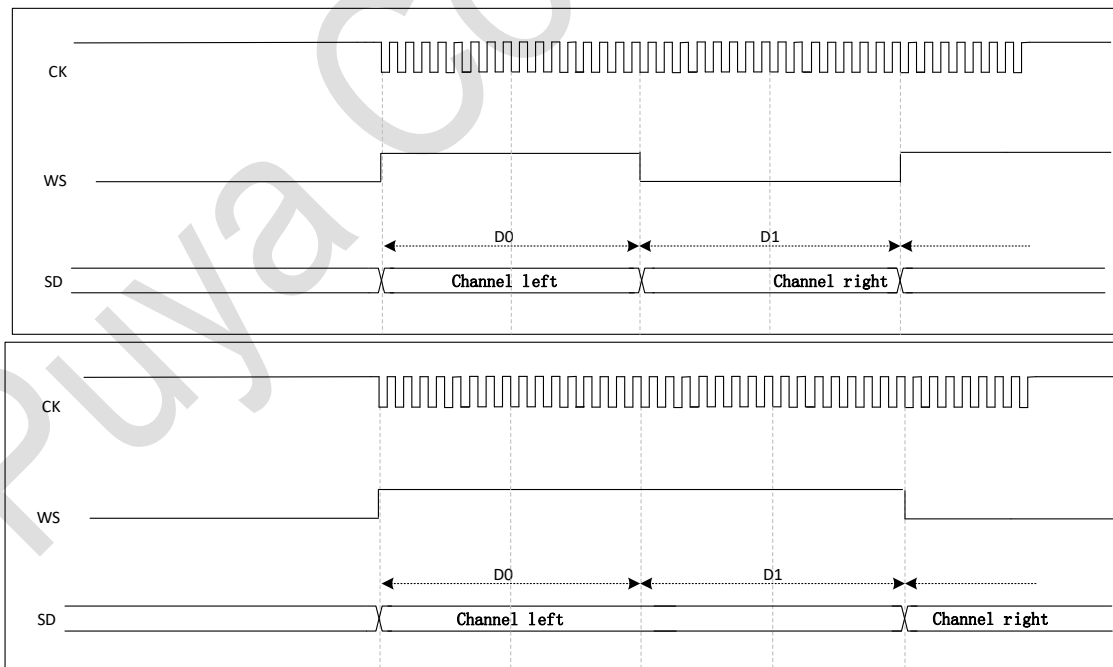 CK
WS
D0 D1
SD Channel left Channel right
CK
WS
D0 D1
SD Channel left Channel right
Puya Co